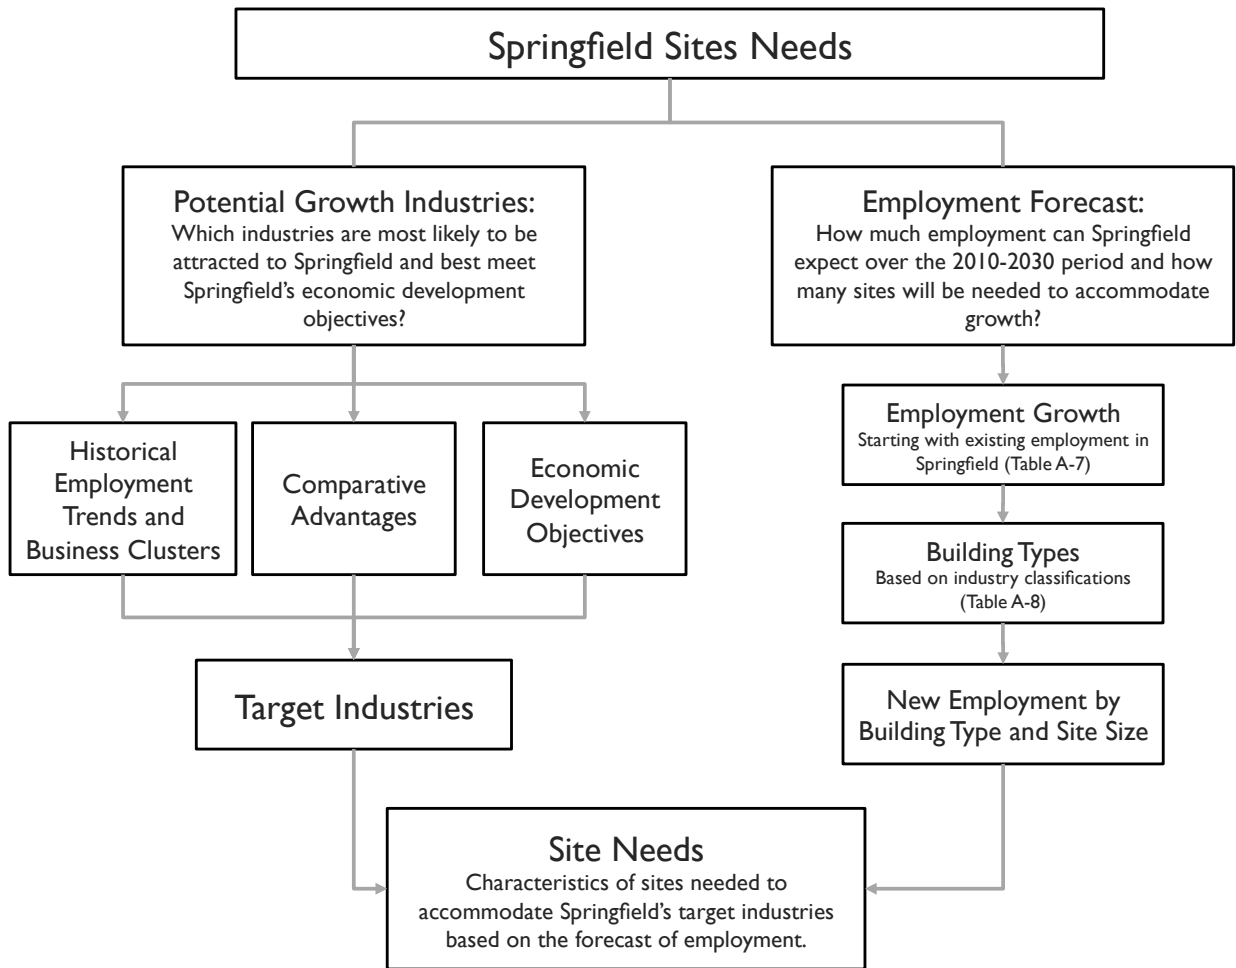 Springfield Sites Needs
Potential Growth Industries:
Which industries are most likely to be
attracted to Springfield and best meet
Springfield’s economic development
objectives?
Employment Forecast:
How much employment can Springfield
expect over the 2010-2030 period and how
many sites will be needed to accommodate
growth?
Historical
Employment
Trends and
Business Clusters
Comparative
Advantages
Economic
Development
Objectives
Employment Growth
Starting with existing employment in
Springfield (Table A-7)
Building Types
Based on industry classifications
(Table A-8)
Target Industries
New Employment by
Building Type and Site Size
Site Needs
Characteristics of sites needed to
accommodate Springfield’s target industries
based on the forecast of employment.